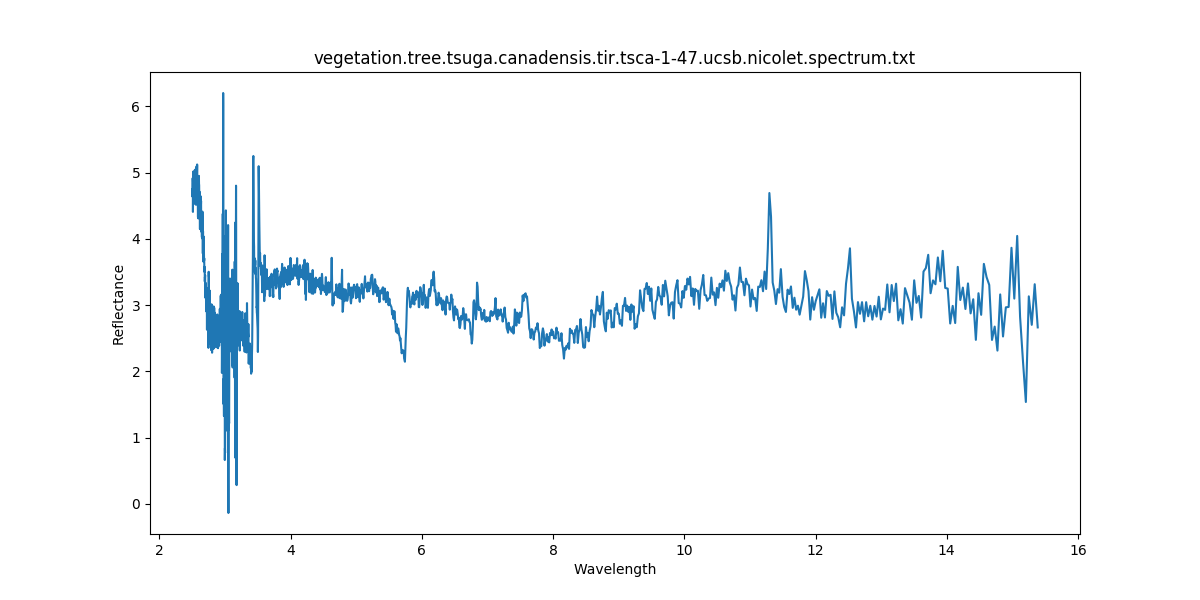 vegetation.tree.tsuga.canadensis.tir.tsca-1-47.ucsb.nicolet.spectrum.txt
6
5
4
3
2
1
0
Reflectance
2 4 6 8 10 12 14 16
Wavelength